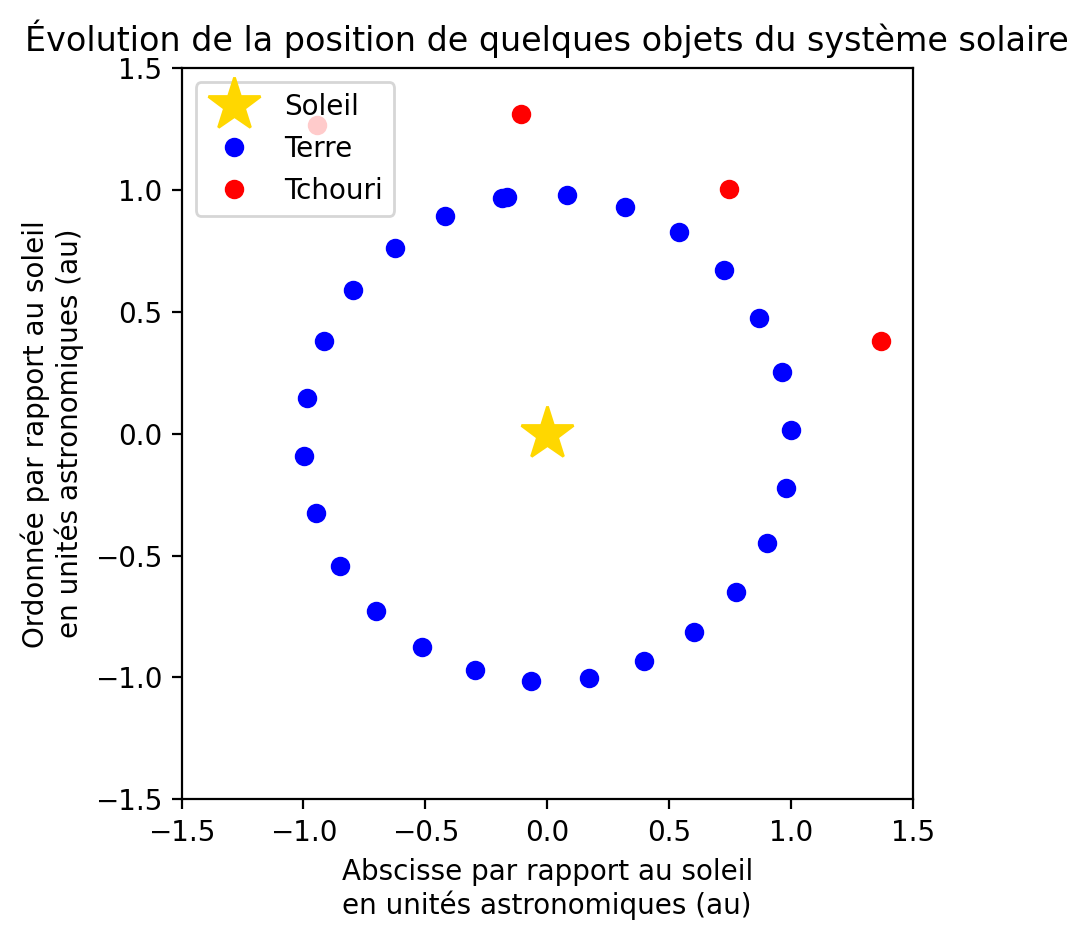 Évolution de la position de quelques objets du système solaire
Soleil
Terre
Tchouri
1.5
1.0
0.5
0.0
−0.5
−1.0
−1.5
Ordonnée par rapport au soleil
en unités astronomiques (au)
−1.5
−1.0
−0.5
0.0
0.5
1.0
1.5
Abscisse par rapport au soleil
en unités astronomiques (au)